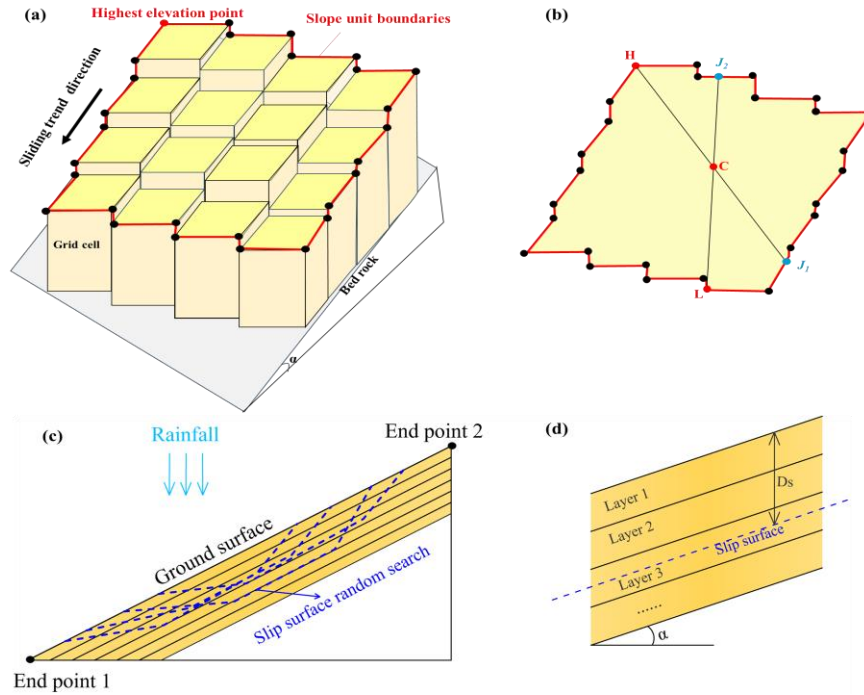 (a)
Highest elevation point
Slope unit boundaries
Sliding trend direction
Grid cell
Bed rock
α
(b)
H
J2
C
J1
L
(c)
Rainfall
End point 2
Ground surface
Slip surface random search
End point 1
(d)
Layer 1
Ds
Layer 2
Slip surface
Layer 3
......
α